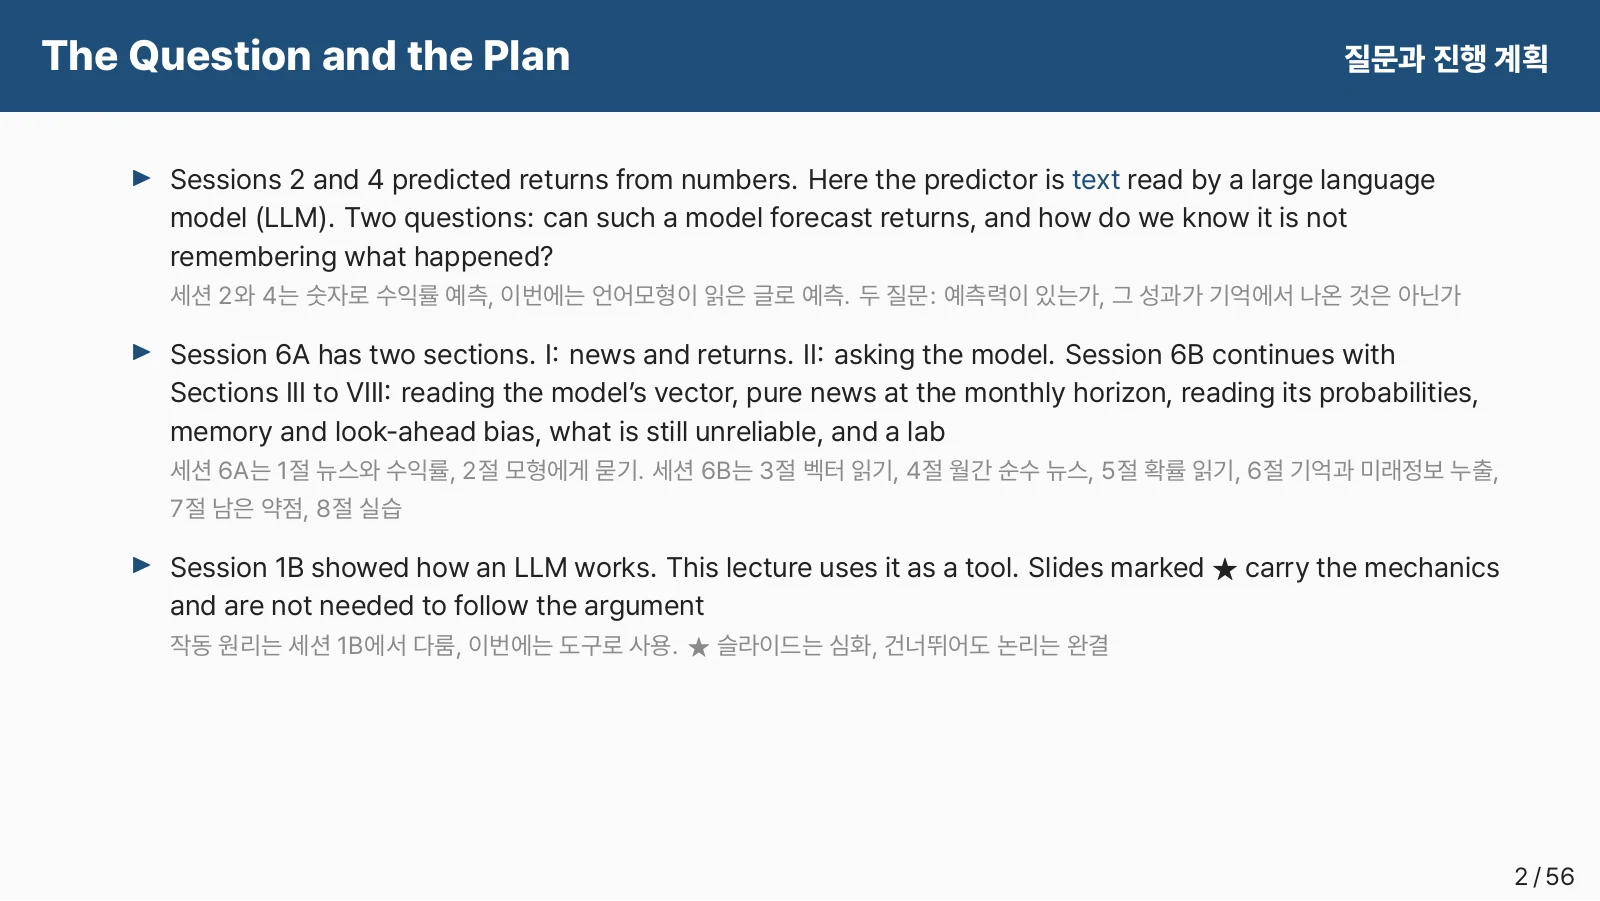 The Question and the Plan
질문과 진행 계획
► Sessions 2 and 4 predicted returns from numbers. Here the predictor is text read by a large language
model (LLM). Two questions: can such a model forecast returns, and how do we know it is not
remembering what happened?
세션 2와 4는 숫자로 수익률 예측, 이번에는 언어모형이 읽은 글로 예측. 두 질문: 예측력이 있는가, 그 성과가 기억에서 나온 것은 아닌가
► Session 6A has two sections. I: news and returns. II: asking the model. Session 6B continues with
Sections III to VIII: reading the model’s vector, pure news at the monthly horizon, reading its probabilities,
memory and look-ahead bias, what is still unreliable, and a lab
세션 6A는 1절 뉴스와 수익률, 2절 모형에게 묻기. 세션 6B는 3절 벡터 읽기, 4절 월간 순수 뉴스, 5절 확률 읽기, 6절 기억과 미래정보 누출,
7절 남은 약점, 8절 실습
► Session 1B showed how an LLM works. This lecture uses it as a tool. Slides marked ★ carry the mechanics
and are not needed to follow the argument
작동 원리는 세션 1B에서 다룸, 이번에는 도구로 사용. ★ 슬라이드는 심화, 건너뛰어도 논리는 완결
2 / 56